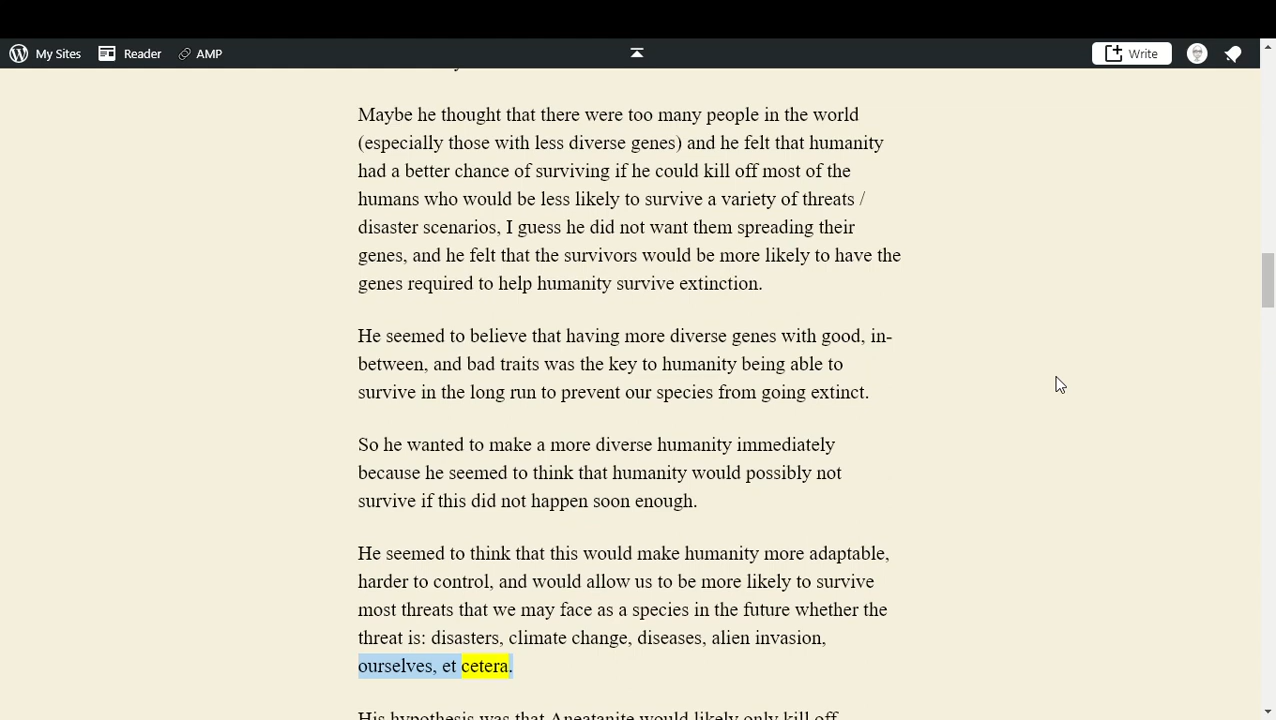 My Sites Reader AMP Write
Maybe he thought that there were too many people in the world
(especially those with less diverse genes) and he felt that humanity
had a better chance of surviving if he could kill off most of the
humans who would be less likely to survive a variety of threats /
disaster scenarios, I guess he did not want them spreading their
genes, and he felt that the survivors would be more likely to have the
genes required to help humanity survive extinction.
He seemed to believe that having more diverse genes with good, in-
between, and bad traits was the key to humanity being able to
survive in the long run to prevent our species from going extinct.
So he wanted to make a more diverse humanity immediately
because he seemed to think that humanity would possibly not
survive if this did not happen soon enough.
He seemed to think that this would make humanity more adaptable,
harder to control, and would allow us to be more likely to survive
most threats that we may face as a species in the future whether the
threat is: disasters, climate change, diseases, alien invasion,
ourselves, et cetera.
His hypothesis was that Aneatanite would likely only kill off